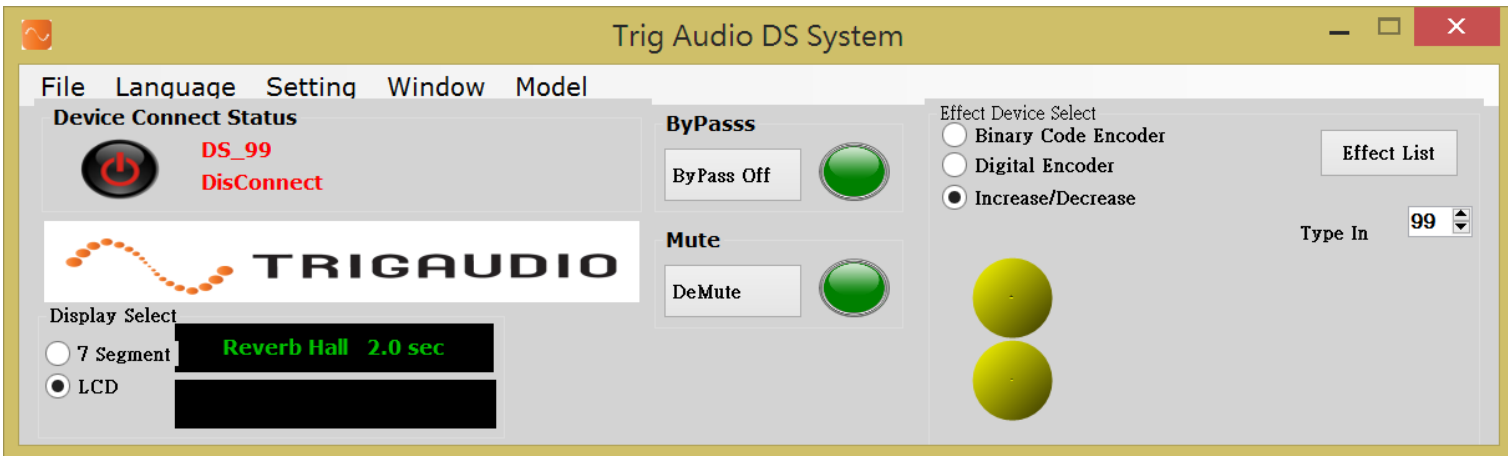 Trig Audio DS System
File Language Setting Window Model
Device Connect Status
DS_99
DisConnect
TRIGAUDIO
Display Select
7 Segment
LCD
Reverb Hall 2.0 sec
ByPasss
ByPass Off
Mute
DeMute
Effect Device Select
Binary Code Encoder
Digital Encoder
Increase/Decrease
Effect List
Type In 99